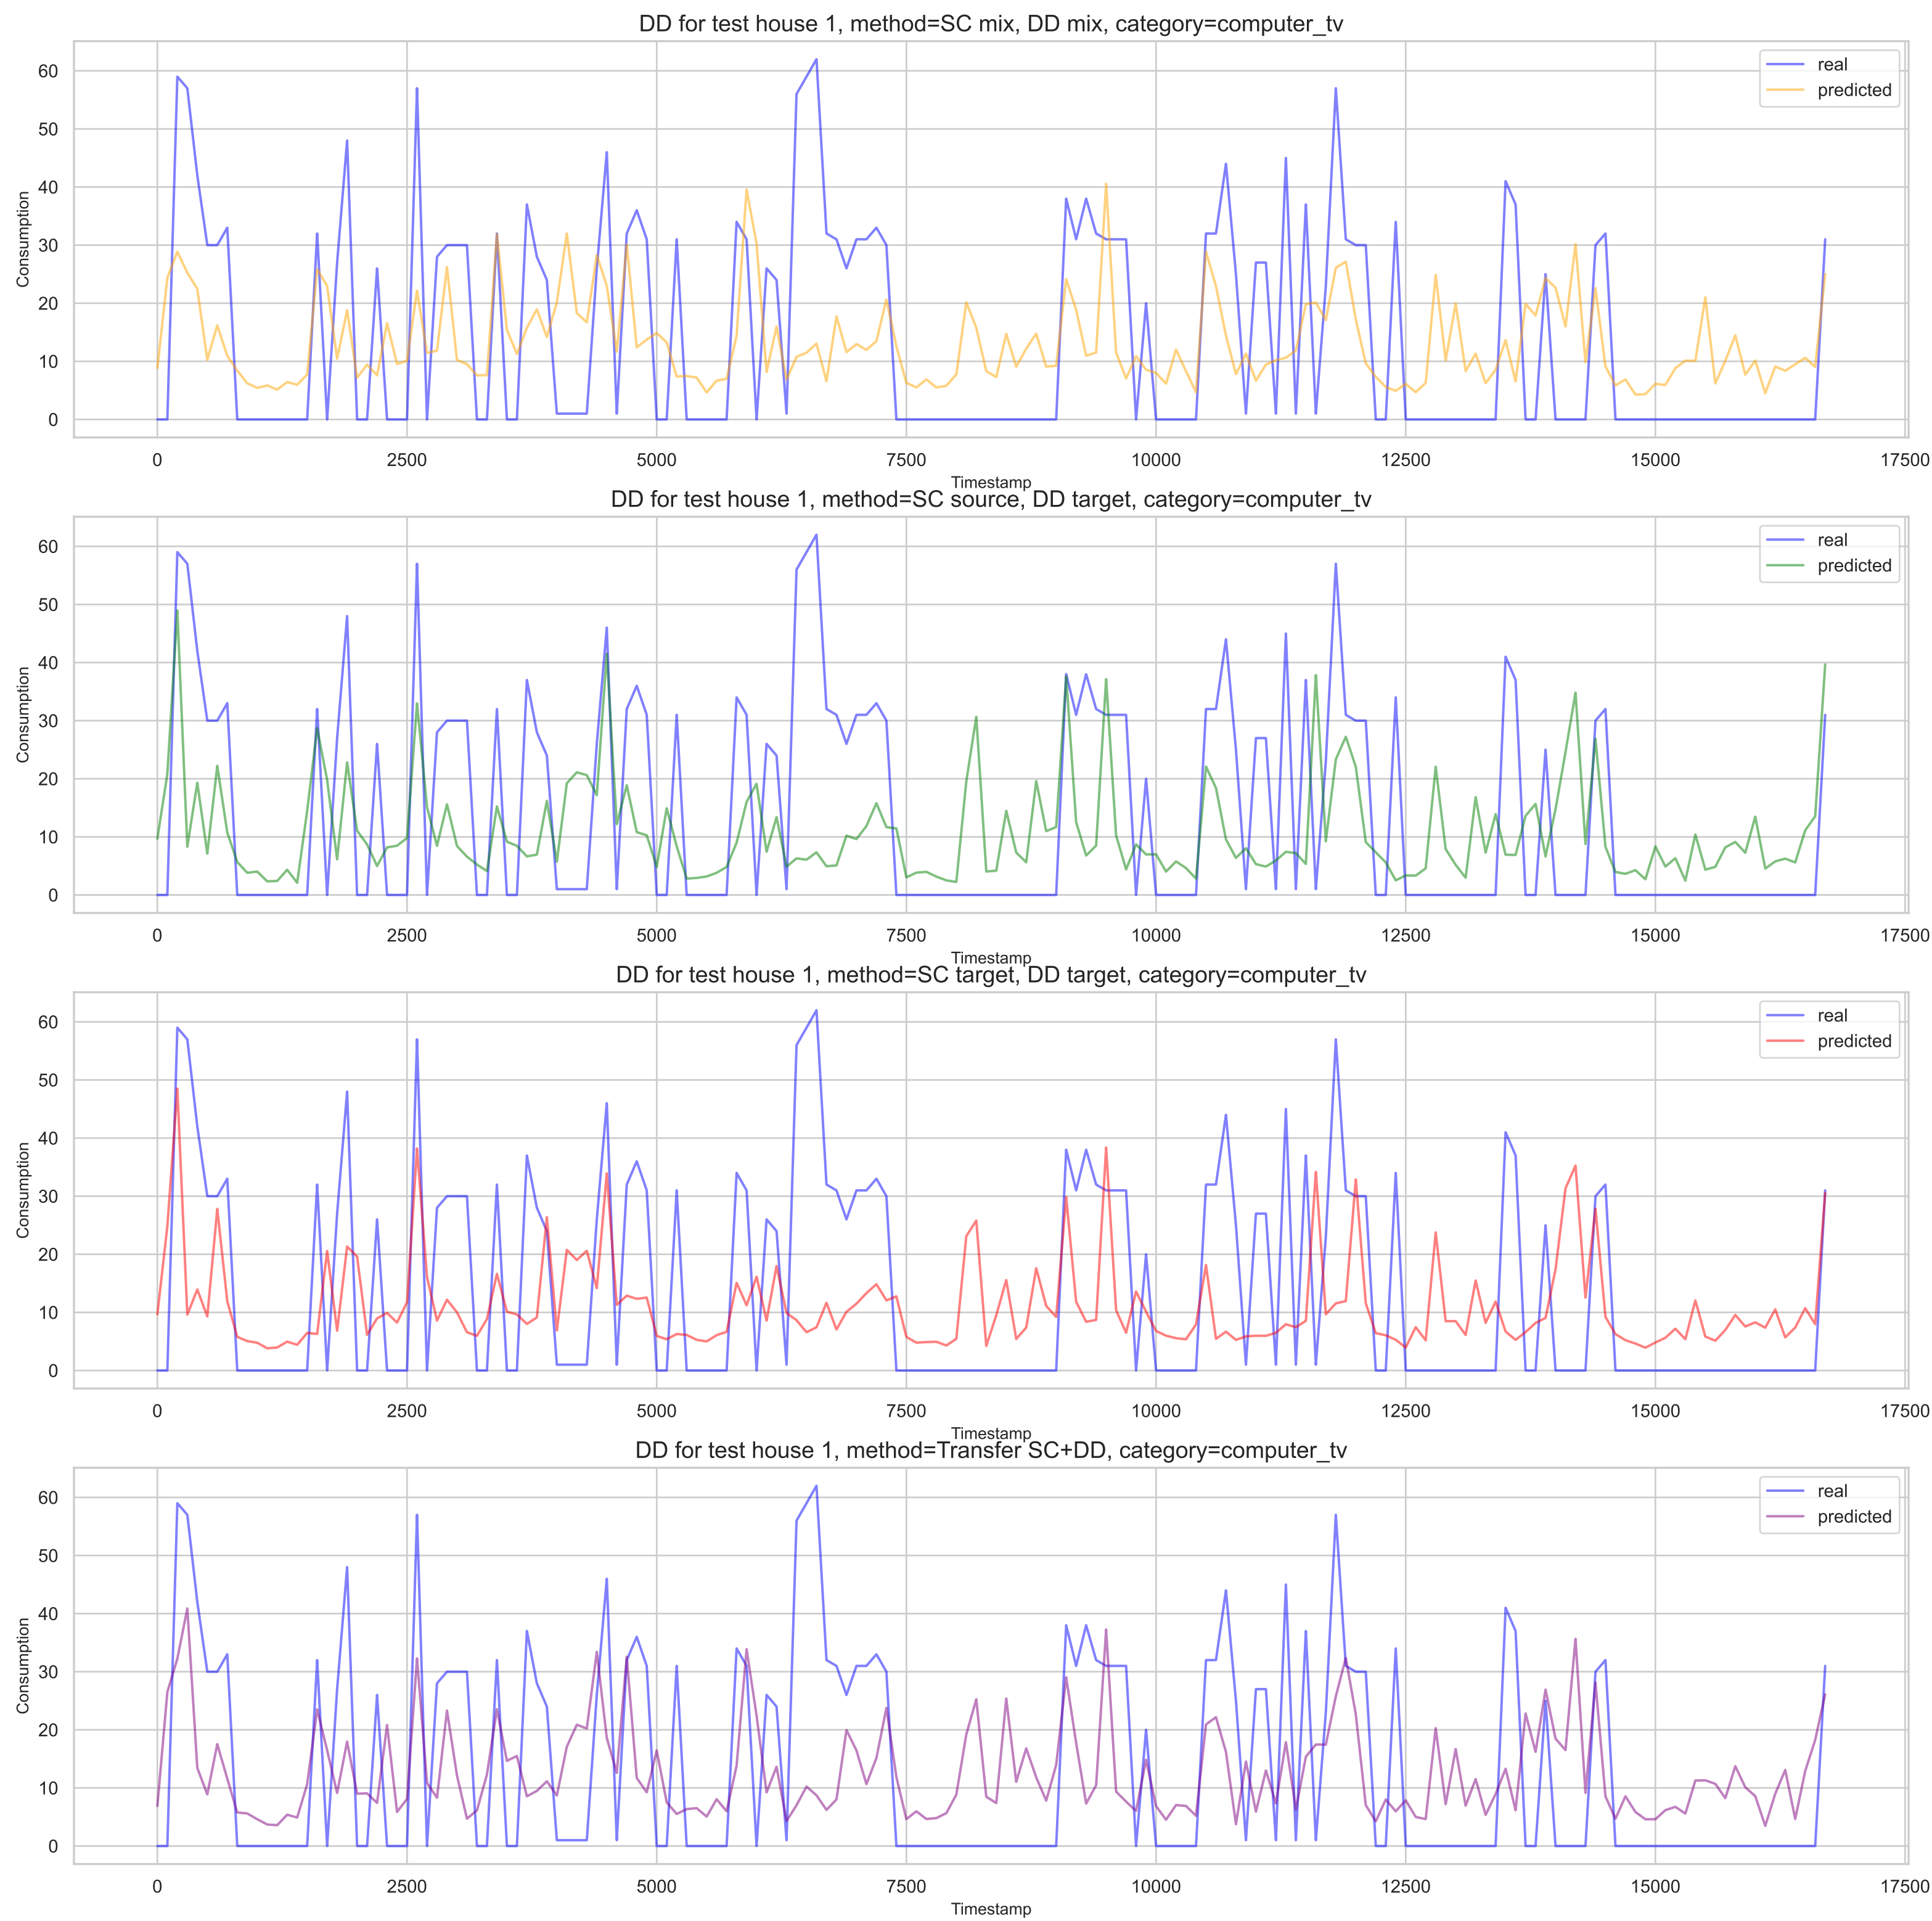 DD for test house 1, method=SC mix, DD mix, category=computer_tv
real
predicted
Consumption
60
50
40
30
20
10
0
0 2500 5000 7500 10000 12500 15000 17500
Timestamp
DD for test house 1, method=SC source, DD target, category=computer_tv
real
predicted
Consumption
60
50
40
30
20
10
0
0 2500 5000 7500 10000 12500 15000 17500
Timestamp
DD for test house 1, method=SC target, DD target, category=computer_tv
real
predicted
Consumption
60
50
40
30
20
10
0
0 2500 5000 7500 10000 12500 15000 17500
Timestamp
DD for test house 1, method=Transfer SC+DD, category=computer_tv
real
predicted
Consumption
60
50
40
30
20
10
0
0 2500 5000 7500 10000 12500 15000 17500
Timestamp